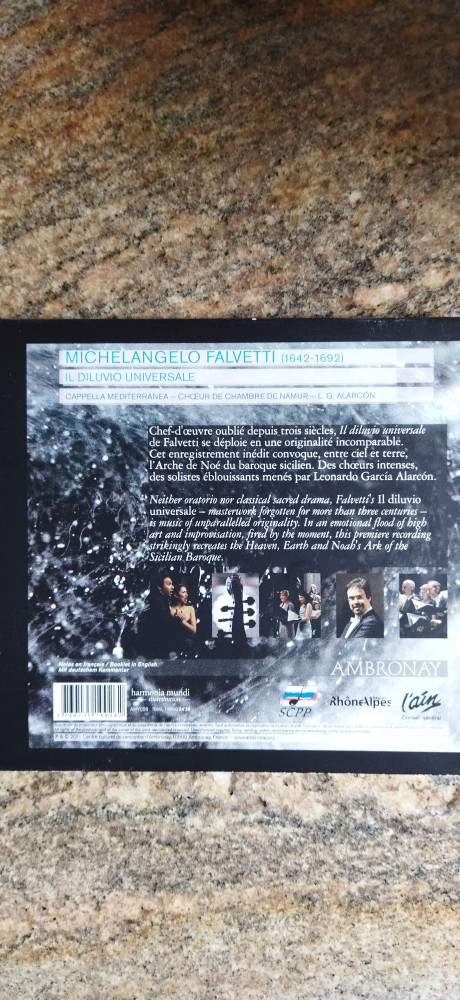 MICHELANGELO FALVETTI (1642-1692)
IL DILUVIO UNIVERSALE
CAPPELLA MEDITERRANEA – CHŒUR DE CHAMBRE DE NAMUR – L. G. ALARCÓN
Chef-d'œuvre oublié depuis trois siècles, Il diluvio universale
de Falvetti se déploie en une originalité incomparable.
Cet enregistrement inédit convoque, entre ciel et terre,
l'Arche de Noé du baroque sicilien. Des chœurs intenses,
des solistes éblouissants menés par Leonardo García Alarcón.
Neither oratorio nor classical sacred drama, Falvetti's Il diluvio
universale – masterwork forgotten for more than three centuries –
is music of unparallelled originality. In an emotional flood of high
art and improvisation, fired by the moment, this premiere recording
strikingly recreates the Heaven, Earth and Noah's Ark of the
Sicilian Baroque.
Notes en français / Booklet in English
Mit deutschem Kommentar
AMBRONAY
harmonia mundi
distribution
SCPP
RhôneAlpes
l'ain
Conseil général